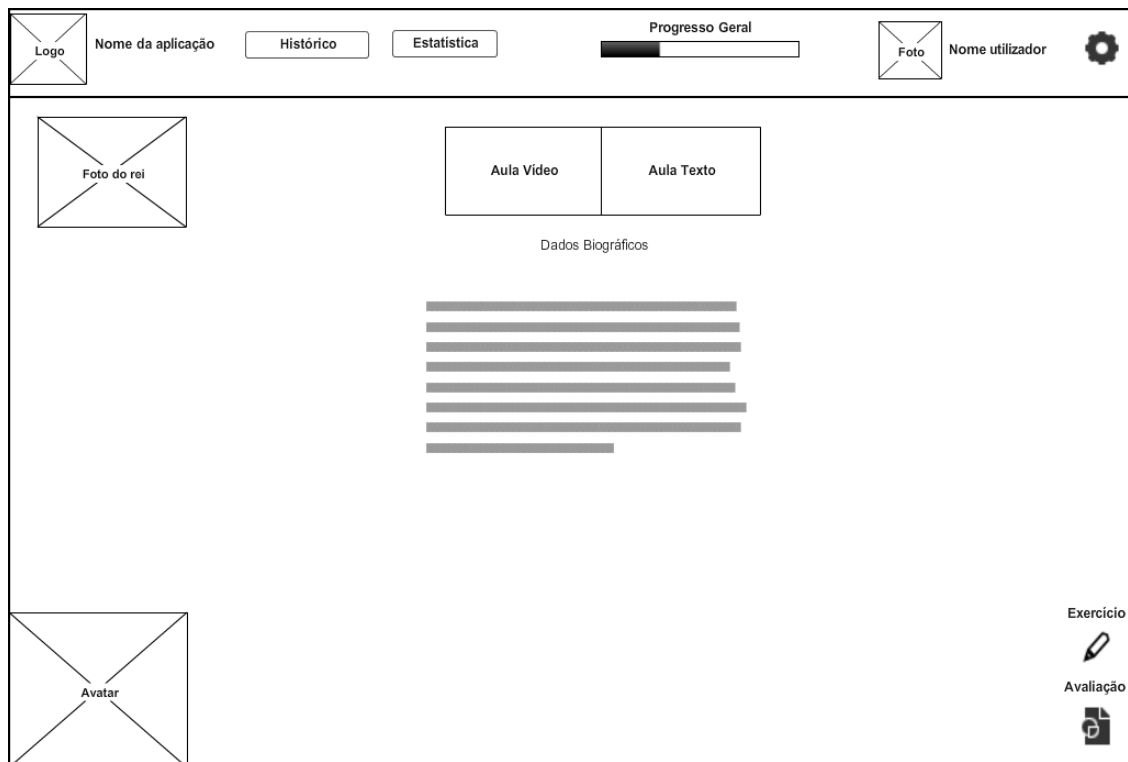 Logo
Nome da aplicação
Histórico
Estatística
Progresso Geral
Foto
Nome utilizador
Foto do rei
Aula Vídeo
Aula Texto
Dados Biográficos
Avatar
Exercício
Avaliação